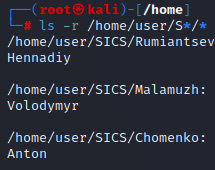 ┌──(root㉿kali)-[/home]
└─# ls -r /home/user/S*/*
/home/user/SICS/Rumiantsev
Hennadiy

/home/user/SICS/Malamuzh:
Volodymyr

/home/user/SICS/Chomenko:
Anton